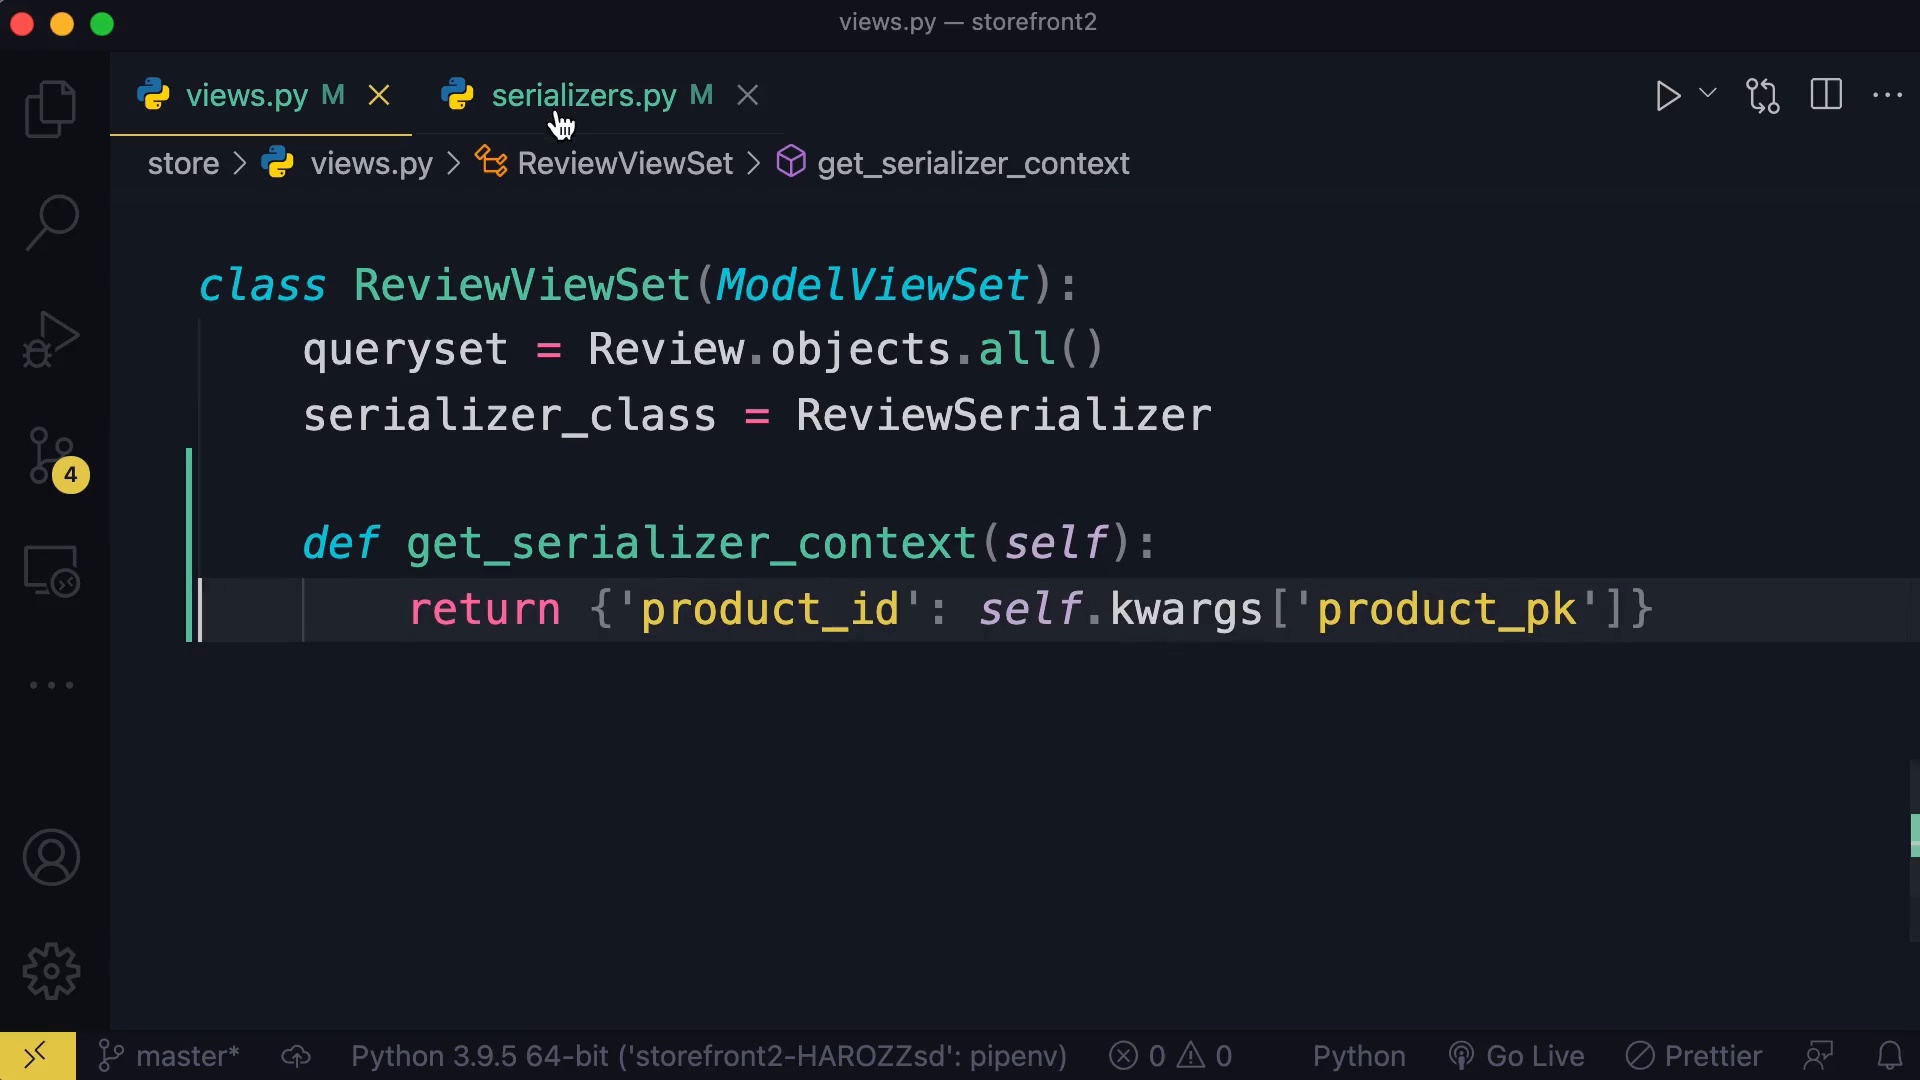 views.py — storefront2
views.py M serializers.py M
store > views.py > ReviewViewSet > get_serializer_context
class ReviewViewSet(ModelViewSet):
    queryset = Review.objects.all()
    serializer_class = ReviewSerializer
    def get_serializer_context(self):
        return {'product_id': self.kwargs['product_pk']}
4
master* Python 3.9.5 64-bit ('storefront2-HAROZZsd': pipenv) 0 0 Python Go Live Prettier